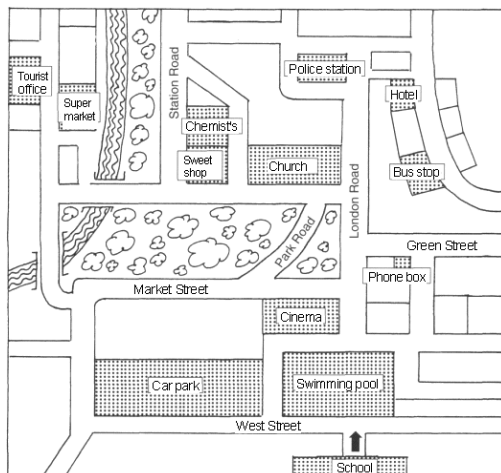 Tourist
office
Super
market
Station Road
Chemist's
Sweet
shop
Police station
Church
Hotel
Bus stop
London Road
Park Road
Green Street
Market Street
Phone box
Cinema
Car park
Swimming pool
West Street
School